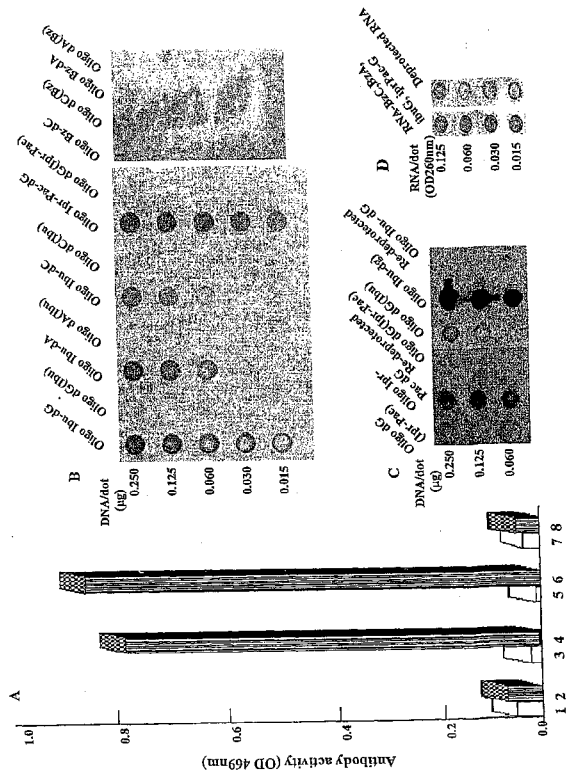 A
Antibody activity (OD 469nm)
1.0
0.8
0.6
0.4
0.2
0.0
1 2 3 4 5 6 7 8
B
DNA/dot
(µg)
0.250
0.125
0.060
0.030
0.015
Oligo Ibu-dG
Oligo dG(Ibu)
Oligo Ibu-dA
Oligo dA(Ibu)
Oligo Ibu-dC
Oligo dC(Ibu)
Oligo Ipr-Pac-dG
Oligo dG(Ipr-Pac)
Oligo Bz-dC
Oligo dC(Bz)
Oligo Bz-dA
Oligo dA(Bz)
C
DNA/dot
(µg)
0.250
0.125
0.060
Oligo dG
(Ipr-Pac)
Oligo Ipr-
Pac dG
Re-deprotected
Oligo dG(Ipr-Pac)
Oligo dG(Ibu)
Oligo Ibu-dg)
Re-deprotected
Oligo Ibu-dG
D
RNA/dot
(OD260nm)
0.125
0.060
0.030
0.015
RNA-BzC,BzA,
ibuG, iprPac-G
Deprotected RNA